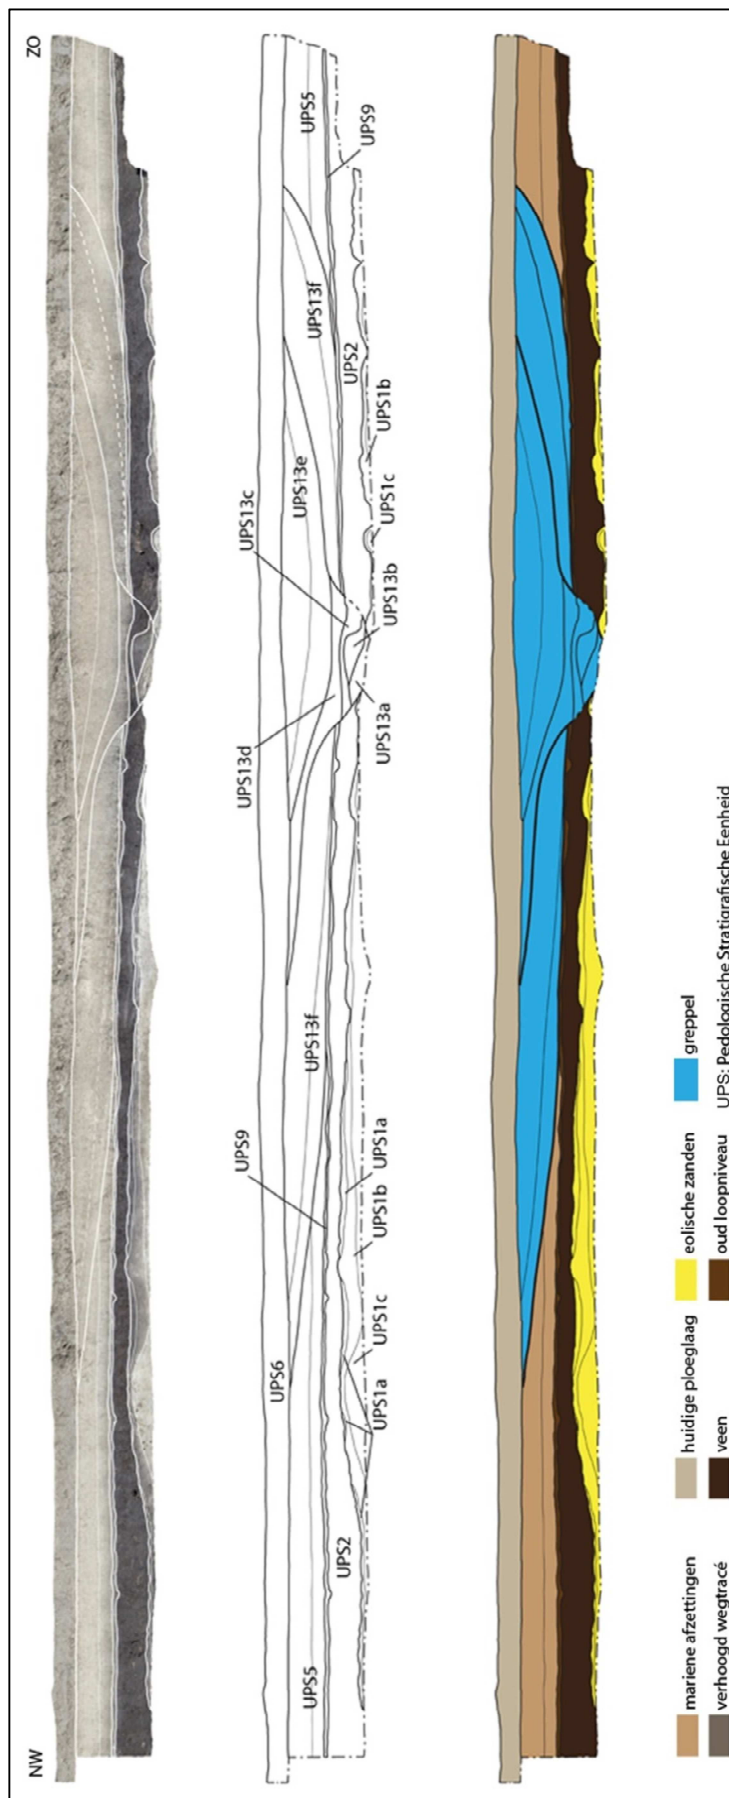 NW
ZO
UPS5
UPS2
UPS6
UPS1a
UPS1c
UPS1b
UPS1a
UPS9
UPS13f
UPS13d
UPS13a
UPS13c
UPS13b
UPS13e
UPS1c
UPS1b
UPS2
UPS13f
UPS5
UPS9
mariene afzettingen
huidige ploeglaag
eolische zanden
greppel
verhoogd wegtracé
veen
oud loopniveau
UPS: Pedologische Stratigrafische Eenheid